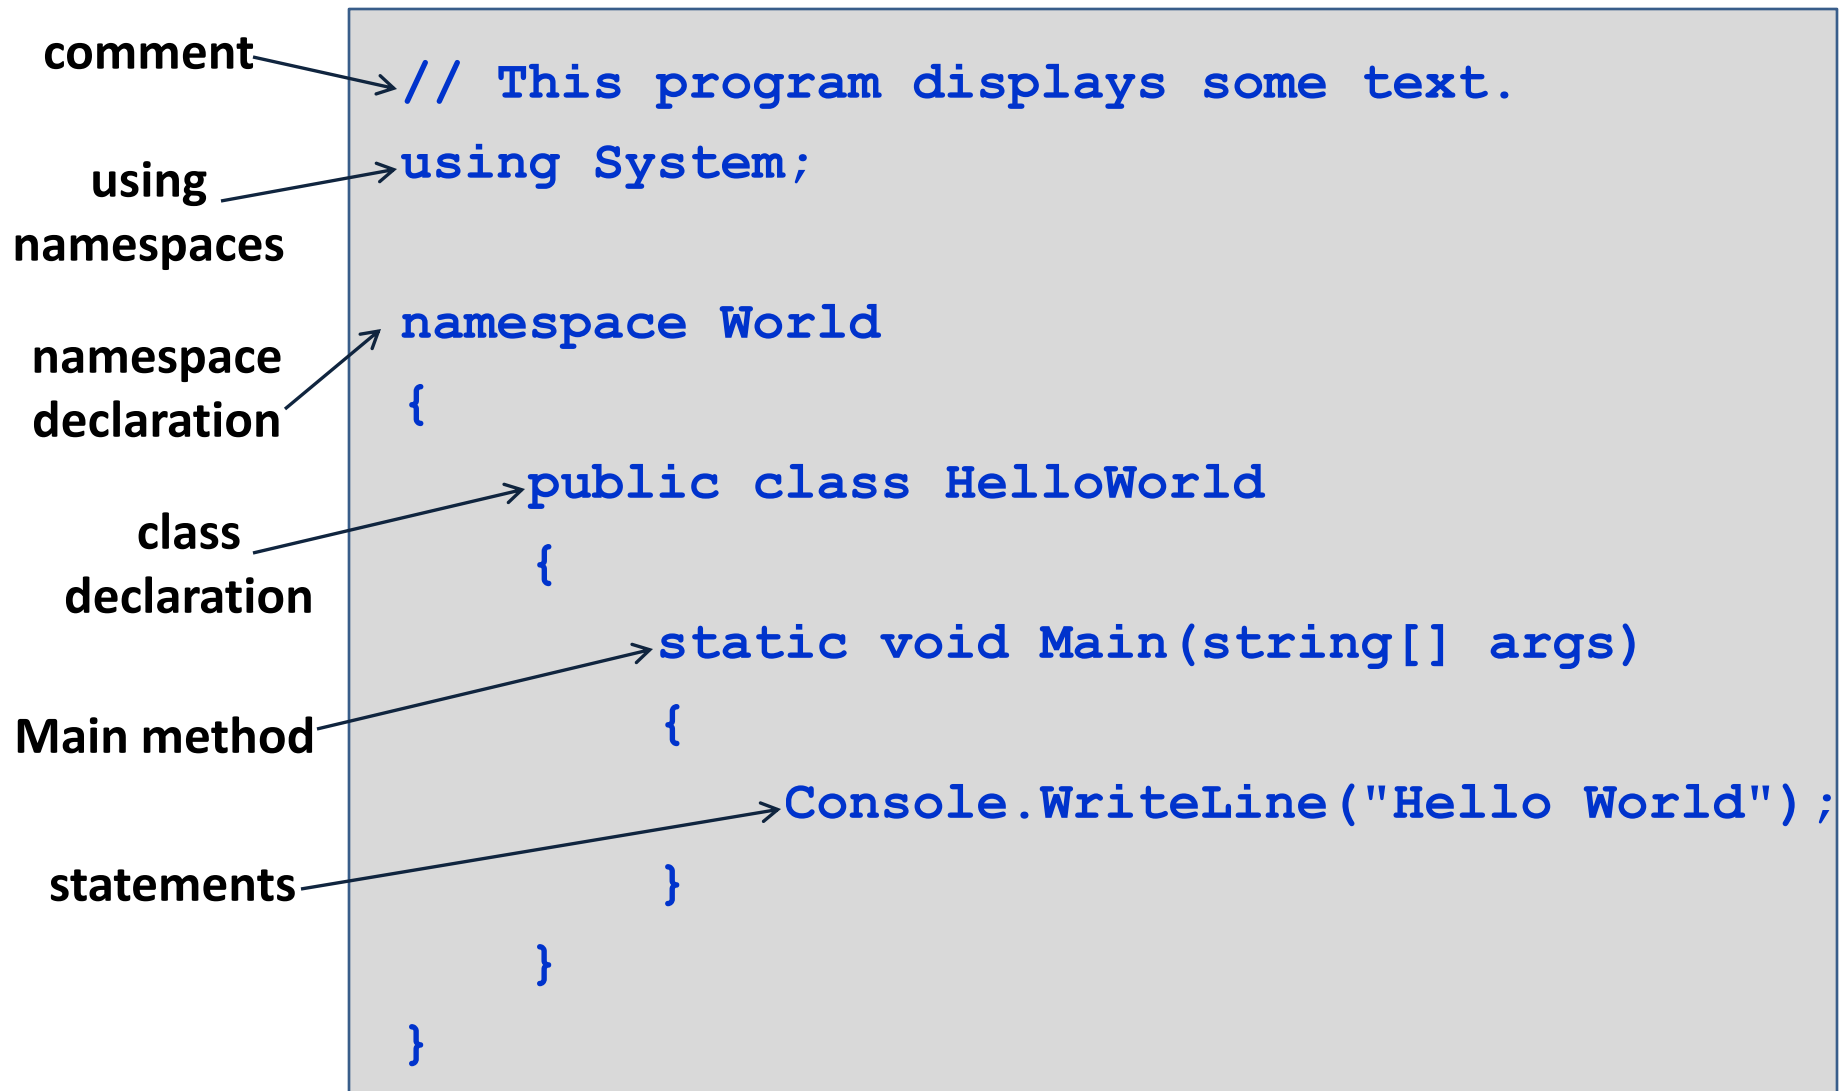 comment
// This program displays some text.
using
namespaces
using System;
namespace
declaration
namespace World
{
class
declaration
public class HelloWorld
{
Main method
static void Main(string[] args)
{
statements
Console.WriteLine("Hello World");
}
}
}